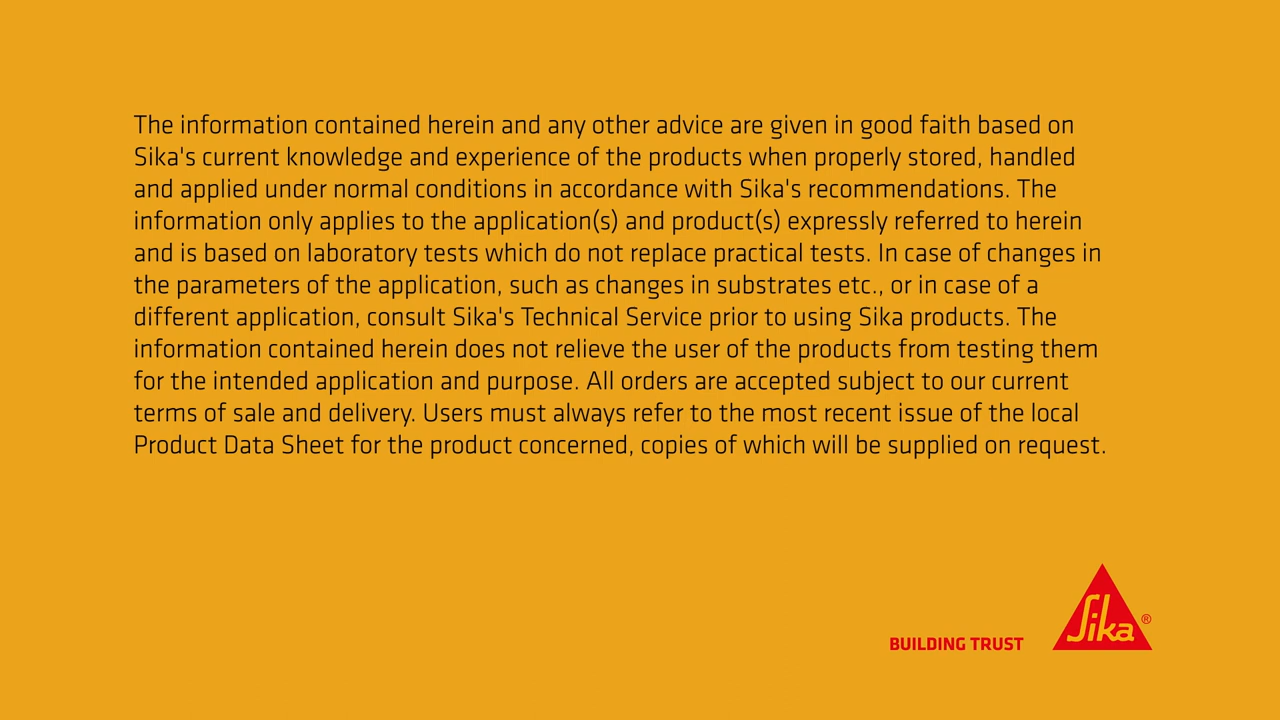 The information contained herein and any other advice are given in good faith based on
Sika's current knowledge and experience of the products when properly stored, handled
and applied under normal conditions in accordance with Sika's recommendations. The
information only applies to the application(s) and product(s) expressly referred to herein
and is based on laboratory tests which do not replace practical tests. In case of changes in
the parameters of the application, such as changes in substrates etc., or in case of a
different application, consult Sika's Technical Service prior to using Sika products. The
information contained herein does not relieve the user of the products from testing them
for the intended application and purpose. All orders are accepted subject to our current
terms of sale and delivery. Users must always refer to the most recent issue of the local
Product Data Sheet for the product concerned, copies of which will be supplied on request.
BUILDING TRUST
Sika®